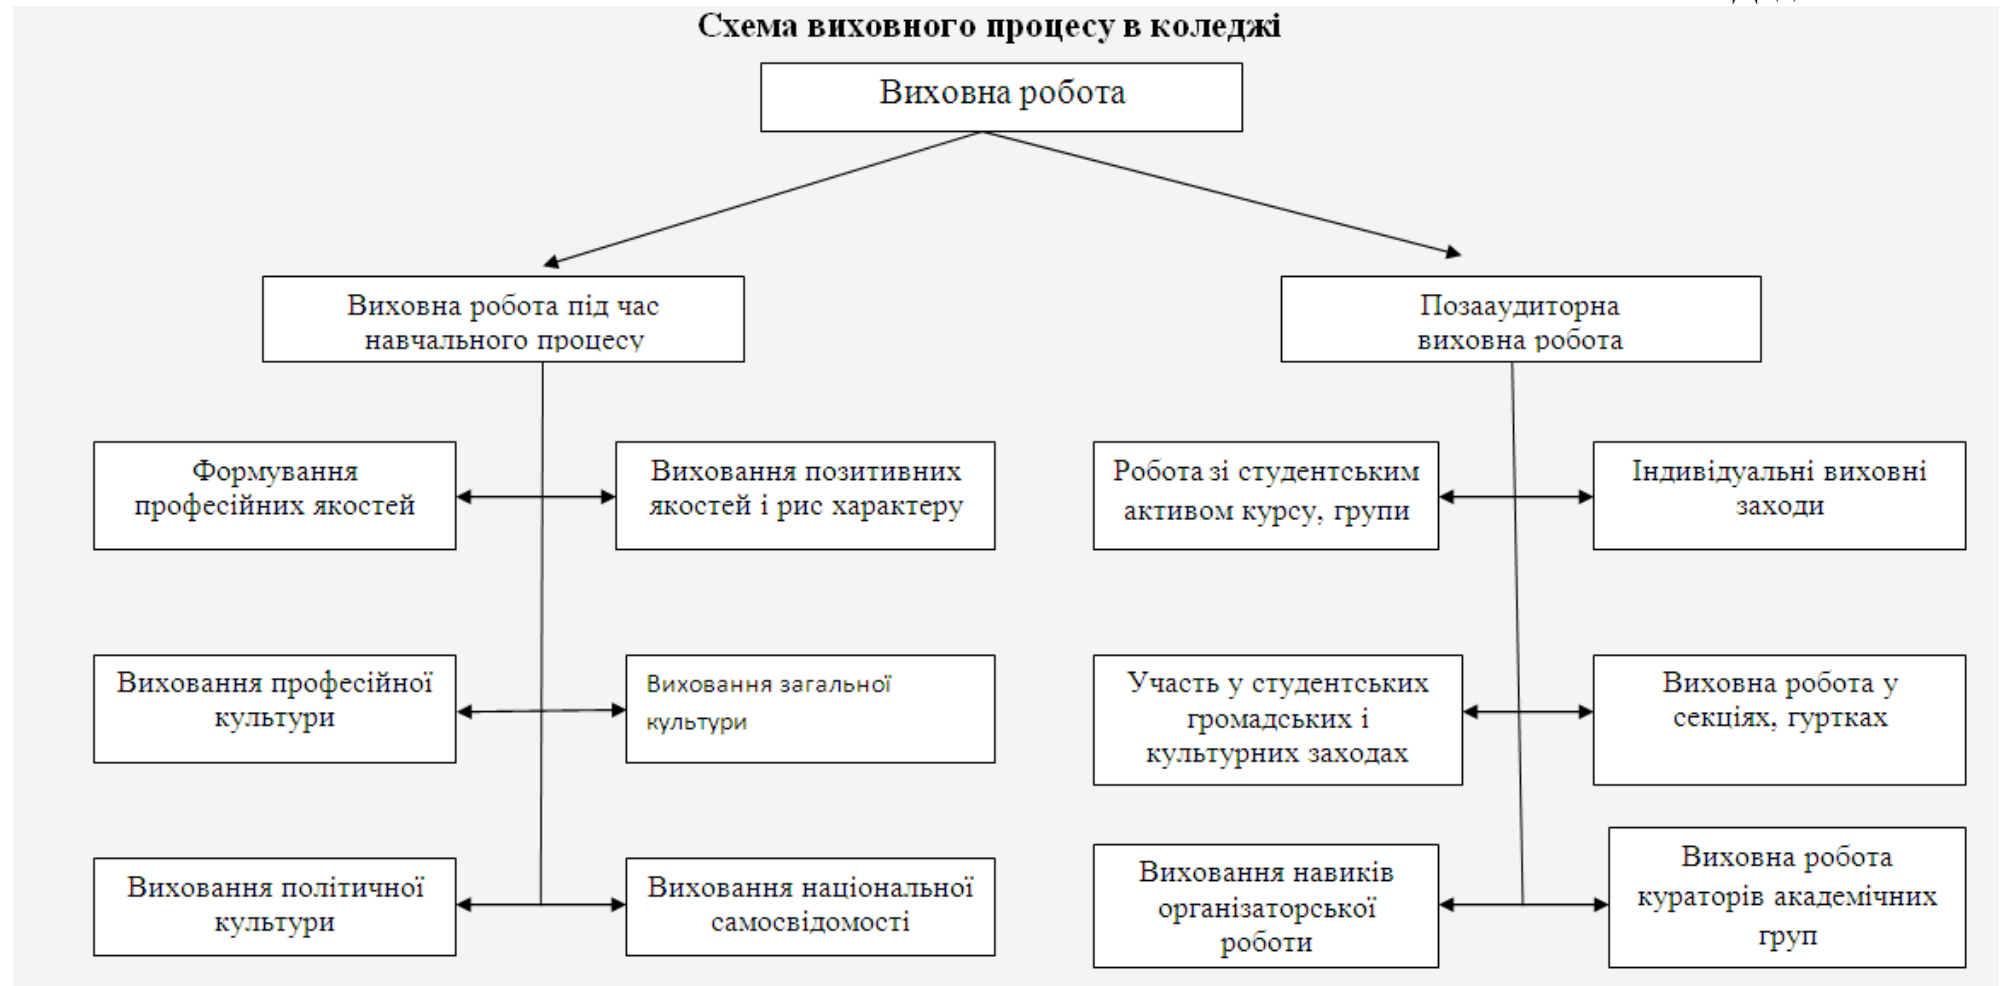 Схема виховного процесу в коледжі
Виховна робота
Виховна робота під час
навчального процесу
Позааудиторна
виховна робота
Формування
професійних якостей
Виховання позитивних
якостей і рис характеру
Робота зі студентським
активом курсу, групи
Індивідуальні виховні
заходи
Виховання професійної
культури
Виховання загальної
культури
Участь у студентських
громадських і
культурних заходах
Виховна робота у
секціях, гуртках
Виховання політичної
культури
Виховання національної
самосвідомості
Виховання навиків
організаторської
роботи
Виховна робота
кураторів академічних
груп